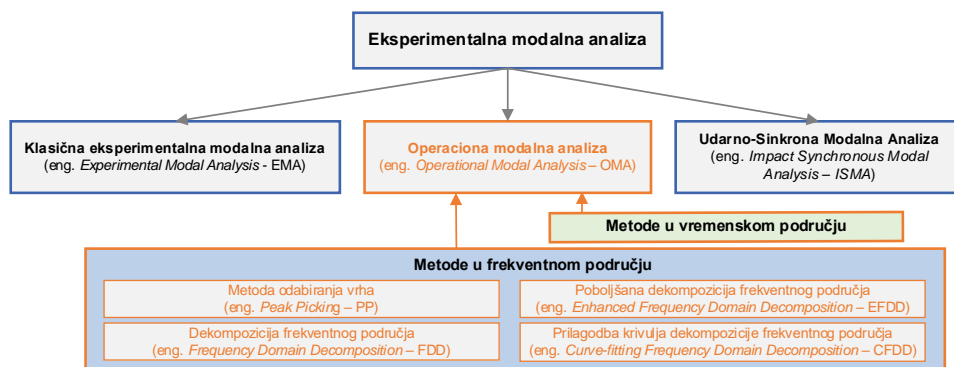 Eksperimentalna modalna analiza
Klasična eksperimentalna modalna analiza
(eng. Experimental Modal Analysis - EMA)
Operaciona modalna analiza
(eng. Operational Modal Analysis – OMA)
Udarno-Sinkrona Modalna Analiza
(eng. Impact Synchronous Modal
Analysis – ISMA)
Metode u vremenskom području
Metode u frekventnom području
Metoda odabiranja vrha
(eng. Peak Picking – PP)
Poboljšana dekompozicija frekventnog područja
(eng. Enhanced Frequency Domain Decomposition – EFDD)
Dekompozicija frekventnog područja
(eng. Frequency Domain Decomposition – FDD)
Prilagodba krivulja dekompozicije frekventnog područja
(eng. Curve-fitting Frequency Domain Decomposition – CFDD)